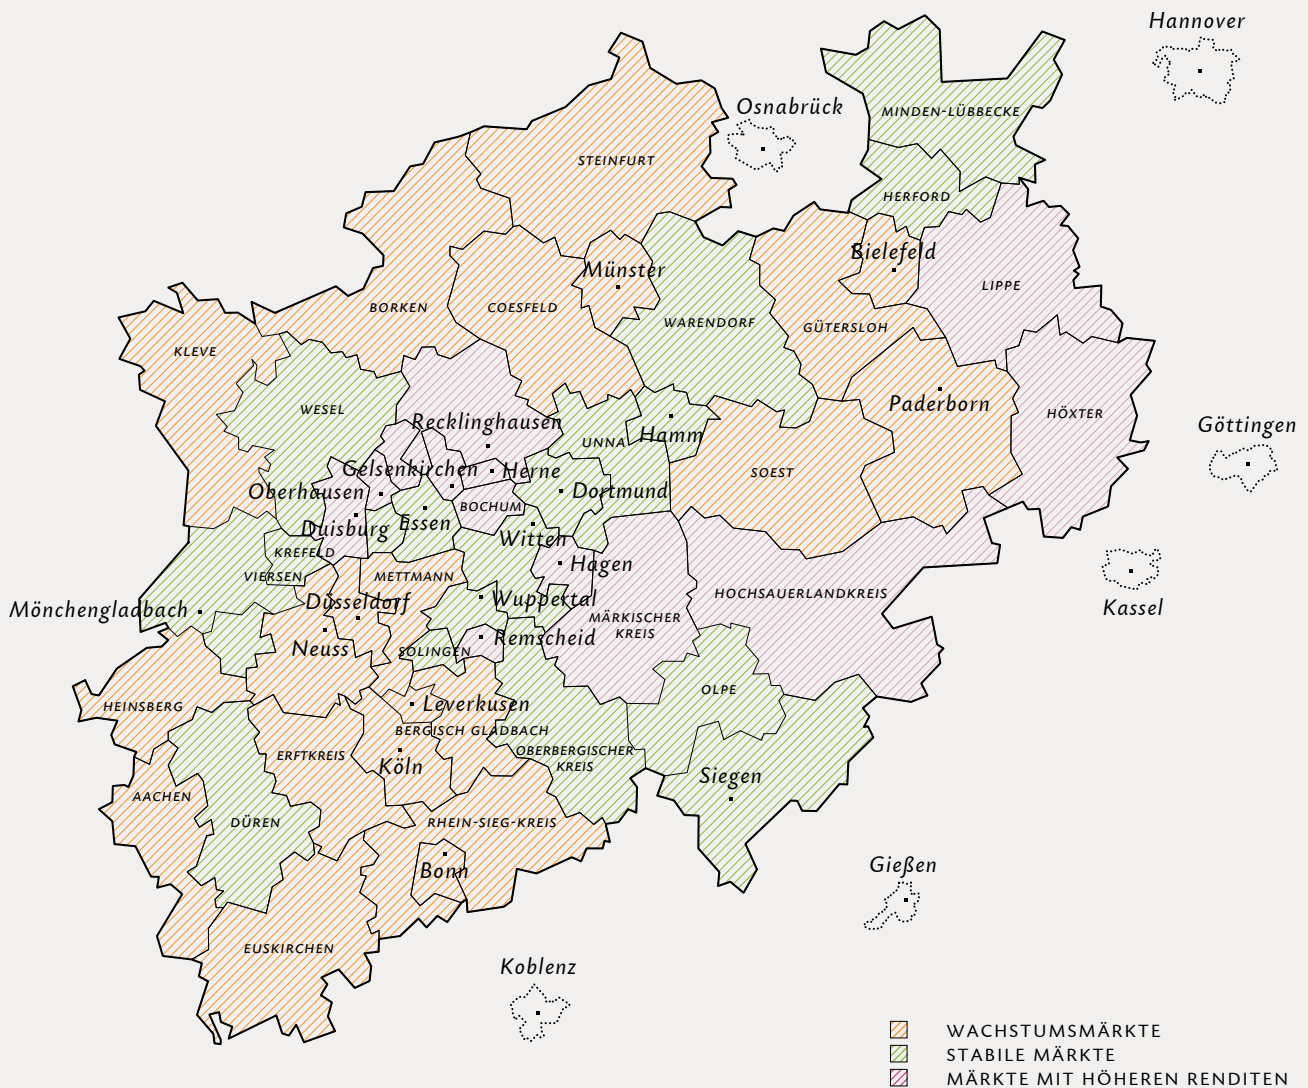 Hannover
Osnabrück
MINDEN-LÜBBECKE
STEINFURT
HERFORD
Bielefeld
Münster
LIPPE
BORKEN
COESFELD
WARENDORF
GÜTERSLOH
KLEVE
Paderborn
WESEL
HÖXTER
Recklinghausen
Göttingen
Hamm
UNNA
Gelsenkirchen
Herne
SOEST
Oberhausen
Dortmund
BOCHUM
Essen
Duisburg
Witten
KREFELD
Hagen
VIERSEN
METTMANN
Kassel
HOCHSAUERLANDKREIS
Düsseldorf
Wuppertal
Mönchengladbach
MÄRKISCHER
KREIS
Remscheid
Neuss
SOLINGEN
OLPE
HEINSBERG
Leverkusen
BERGISCH GLADBACH
OBERBERGISCHER
KREIS
ERFTKREIS
Köln
Siegen
AACHEN
DÜREN
RHEIN-SIEG-KREIS
Gießen
Bonn
EUSKIRCHEN
Koblenz
WACHSTUMSMÄRKTE
STABILE MÄRKTE
MÄRKTE MIT HÖHEREN RENDITEN